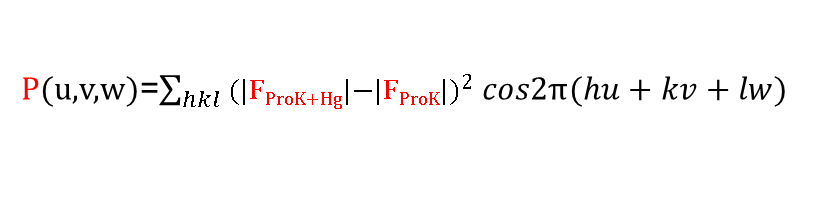 P(u,v,w)=∑hkl (|FProK+Hg|−|FProK|)² cos2π(hu + kv + lw)